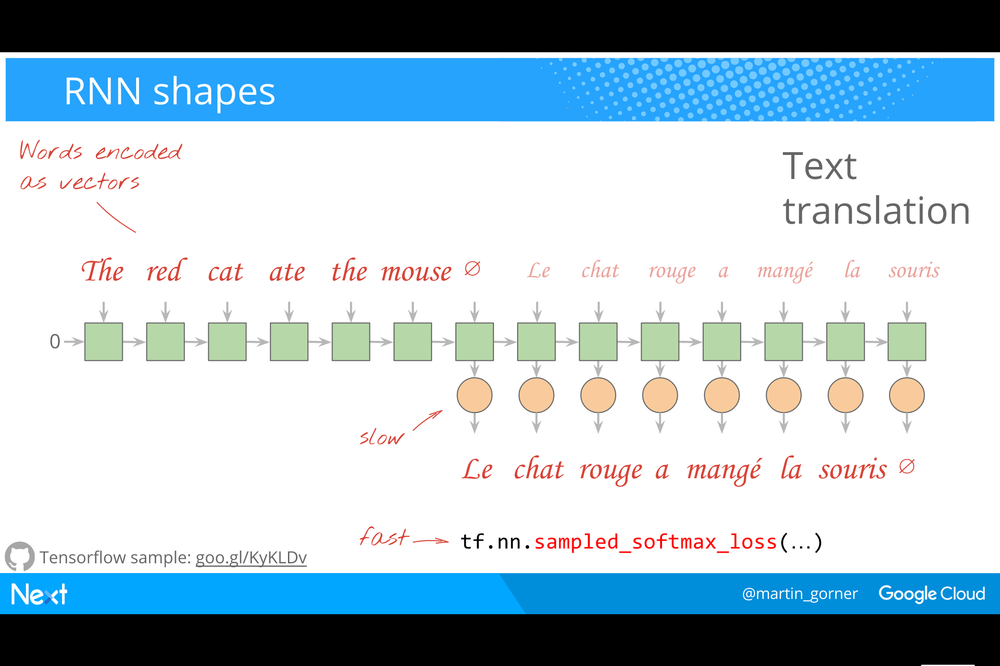 RNN shapes
Words encoded
as vectors
Text
translation
The red cat ate the mouse ∅ Le chat rouge a mangé la souris
0
slow
Le chat rouge a mangé la souris ∅
fast
tf.nn.sampled_softmax_loss(...)
Tensorflow sample: goo.gl/KyKLDv
Next
@martin_gorner
Google Cloud